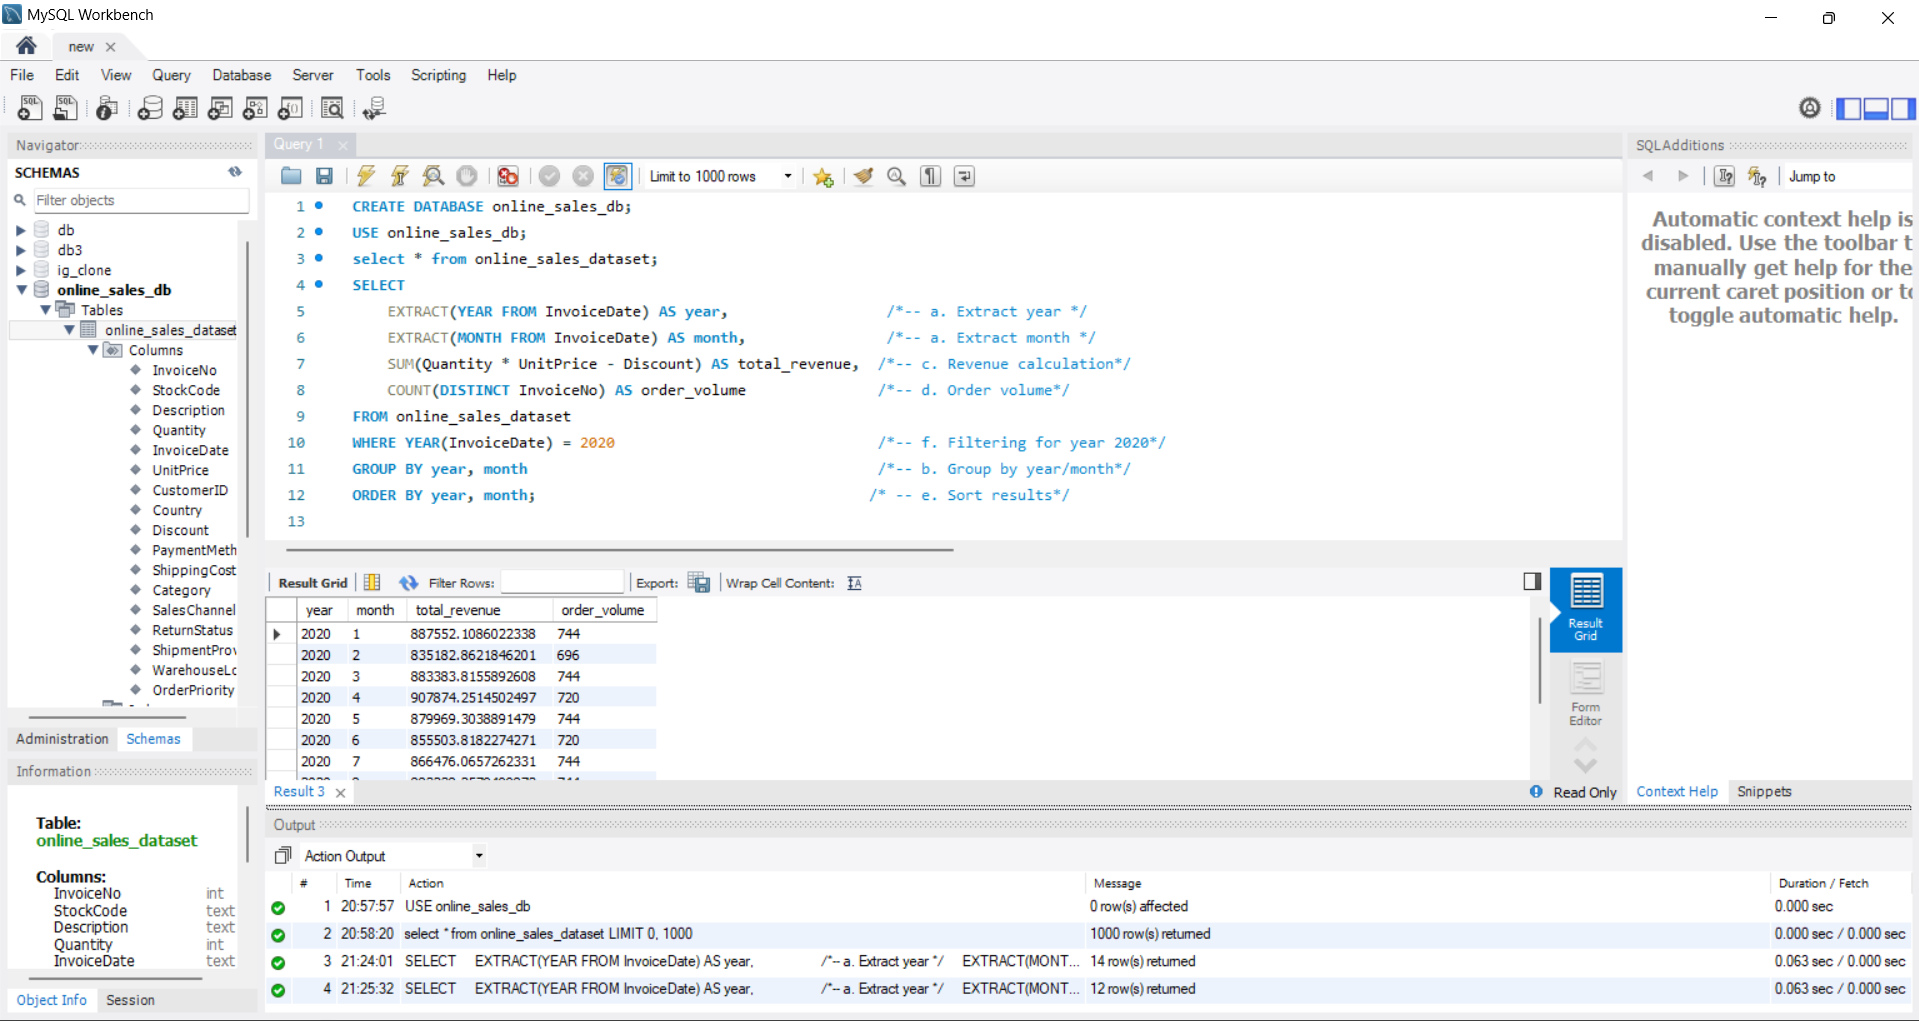 MySQL Workbench
new
File Edit View Query Database Server Tools Scripting Help
Navigator
SCHEMAS
Filter objects
db
db3
ig_clone
online_sales_db
Tables
online_sales_dataset
Columns
InvoiceNo
StockCode
Description
Quantity
InvoiceDate
UnitPrice
CustomerID
Country
Discount
PaymentMeth
ShippingCost
Category
SalesChannel
ReturnStatus
ShipmentProv
WarehouseLo
OrderPriority
Administration Schemas
Information
Table:
online_sales_dataset
Columns:
InvoiceNo int
StockCode text
Description text
Quantity int
InvoiceDate text
Object Info Session
Query 1
Limit to 1000 rows
1 CREATE DATABASE online_sales_db;
2 USE online_sales_db;
3 select * from online_sales_dataset;
4 SELECT
5 EXTRACT(YEAR FROM InvoiceDate) AS year, /*-- a. Extract year */
6 EXTRACT(MONTH FROM InvoiceDate) AS month, /*-- a. Extract month */
7 SUM(Quantity * UnitPrice - Discount) AS total_revenue, /*-- c. Revenue calculation*/
8 COUNT(DISTINCT InvoiceNo) AS order_volume /*-- d. Order volume*/
9 FROM online_sales_dataset
10 WHERE YEAR(InvoiceDate) = 2020 /*-- f. Filtering for year 2020*/
11 GROUP BY year, month /*-- b. Group by year/month*/
12 ORDER BY year, month; /* -- e. Sort results*/
13
Result Grid Filter Rows: Export: Wrap Cell Content:
year month total_revenue order_volume
2020 1 887552.1086022338 744
2020 2 835182.8621846201 696
2020 3 883383.8155892608 744
2020 4 907874.2514502497 720
2020 5 879969.3038891479 744
2020 6 855503.8182274271 720
2020 7 866476.0657262331 744
Result
Grid
Form
Editor
Result 3
Read Only
SQLAdditions
Jump to
Automatic context help is
disabled. Use the toolbar t
manually get help for the
current caret position or to
toggle automatic help.
Context Help Snippets
Output
Action Output
# Time Action Message Duration / Fetch
1 20:57:57 USE online_sales_db 0 row(s) affected 0.000 sec
2 20:58:20 select * from online_sales_dataset LIMIT 0, 1000 1000 row(s) returned 0.000 sec / 0.000 sec
3 21:24:01 SELECT EXTRACT(YEAR FROM InvoiceDate) AS year, /*-- a. Extract year */ EXTRACT(MONT... 14 row(s) returned 0.063 sec / 0.000 sec
4 21:25:32 SELECT EXTRACT(YEAR FROM InvoiceDate) AS year, /*-- a. Extract year */ EXTRACT(MONT... 12 row(s) returned 0.063 sec / 0.000 sec